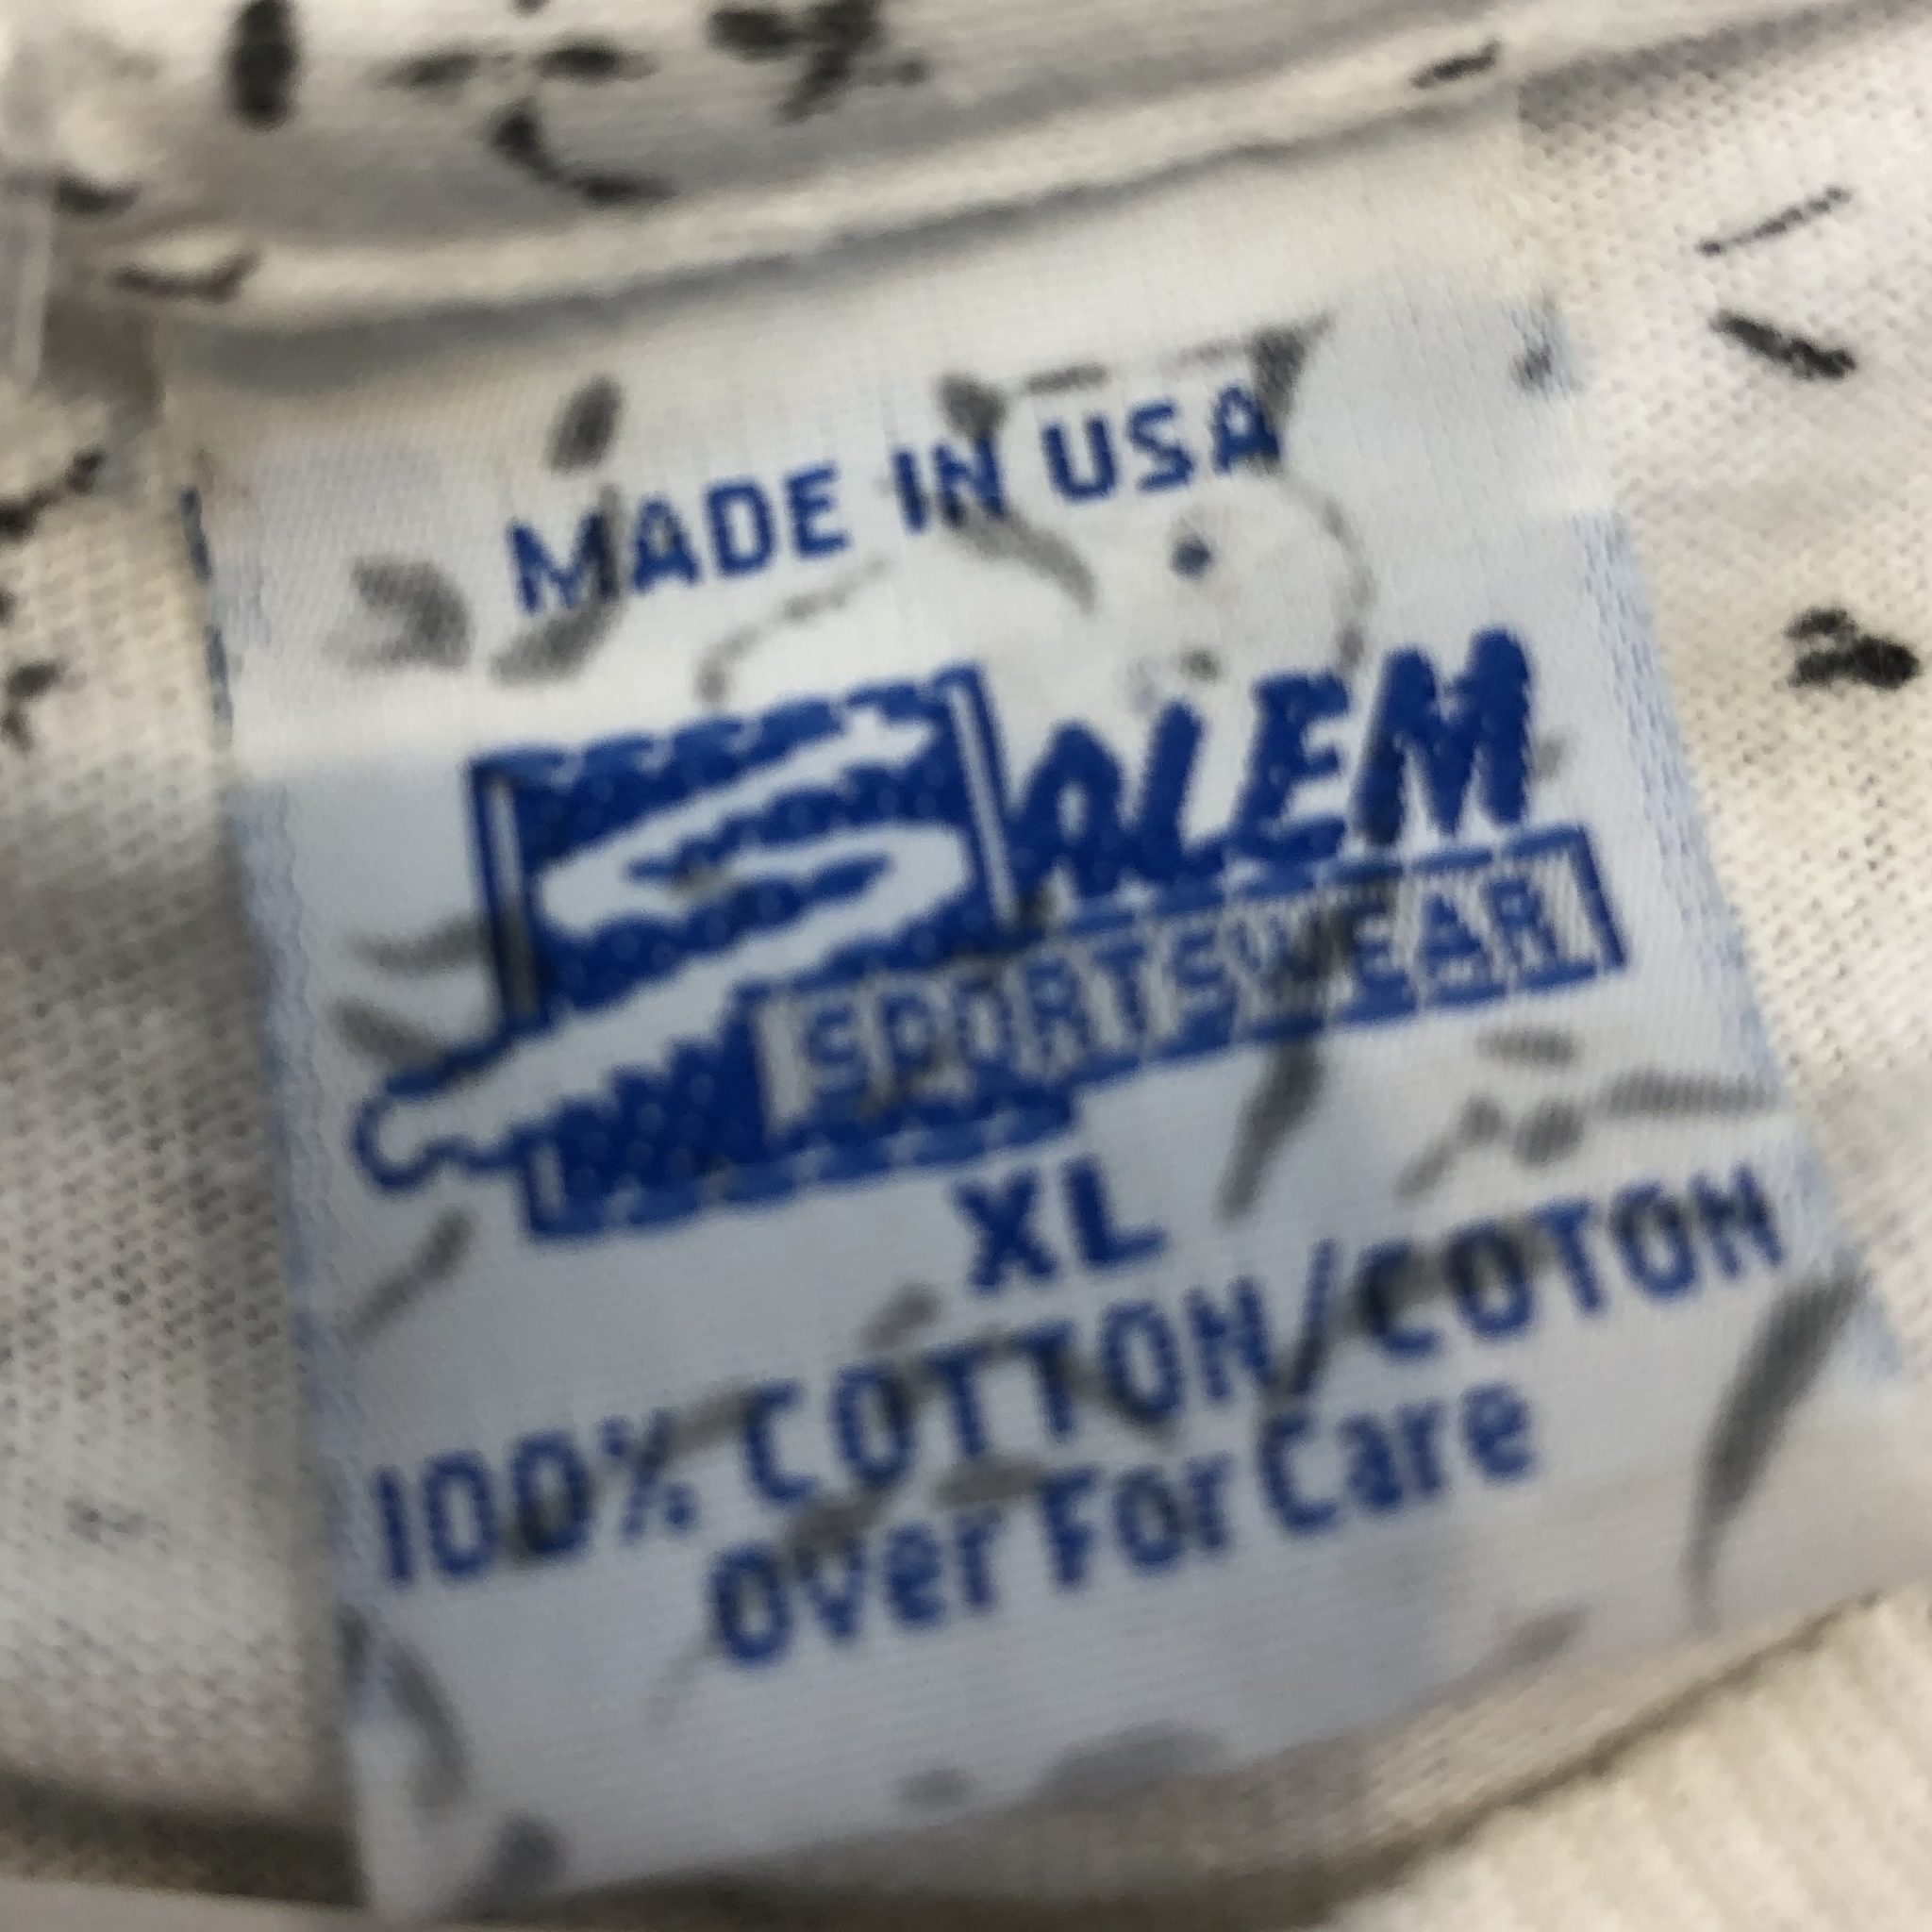 MADE IN USA
SALEM
SPORTSWEAR
XL
100% COTTON/COTON
Over For Care